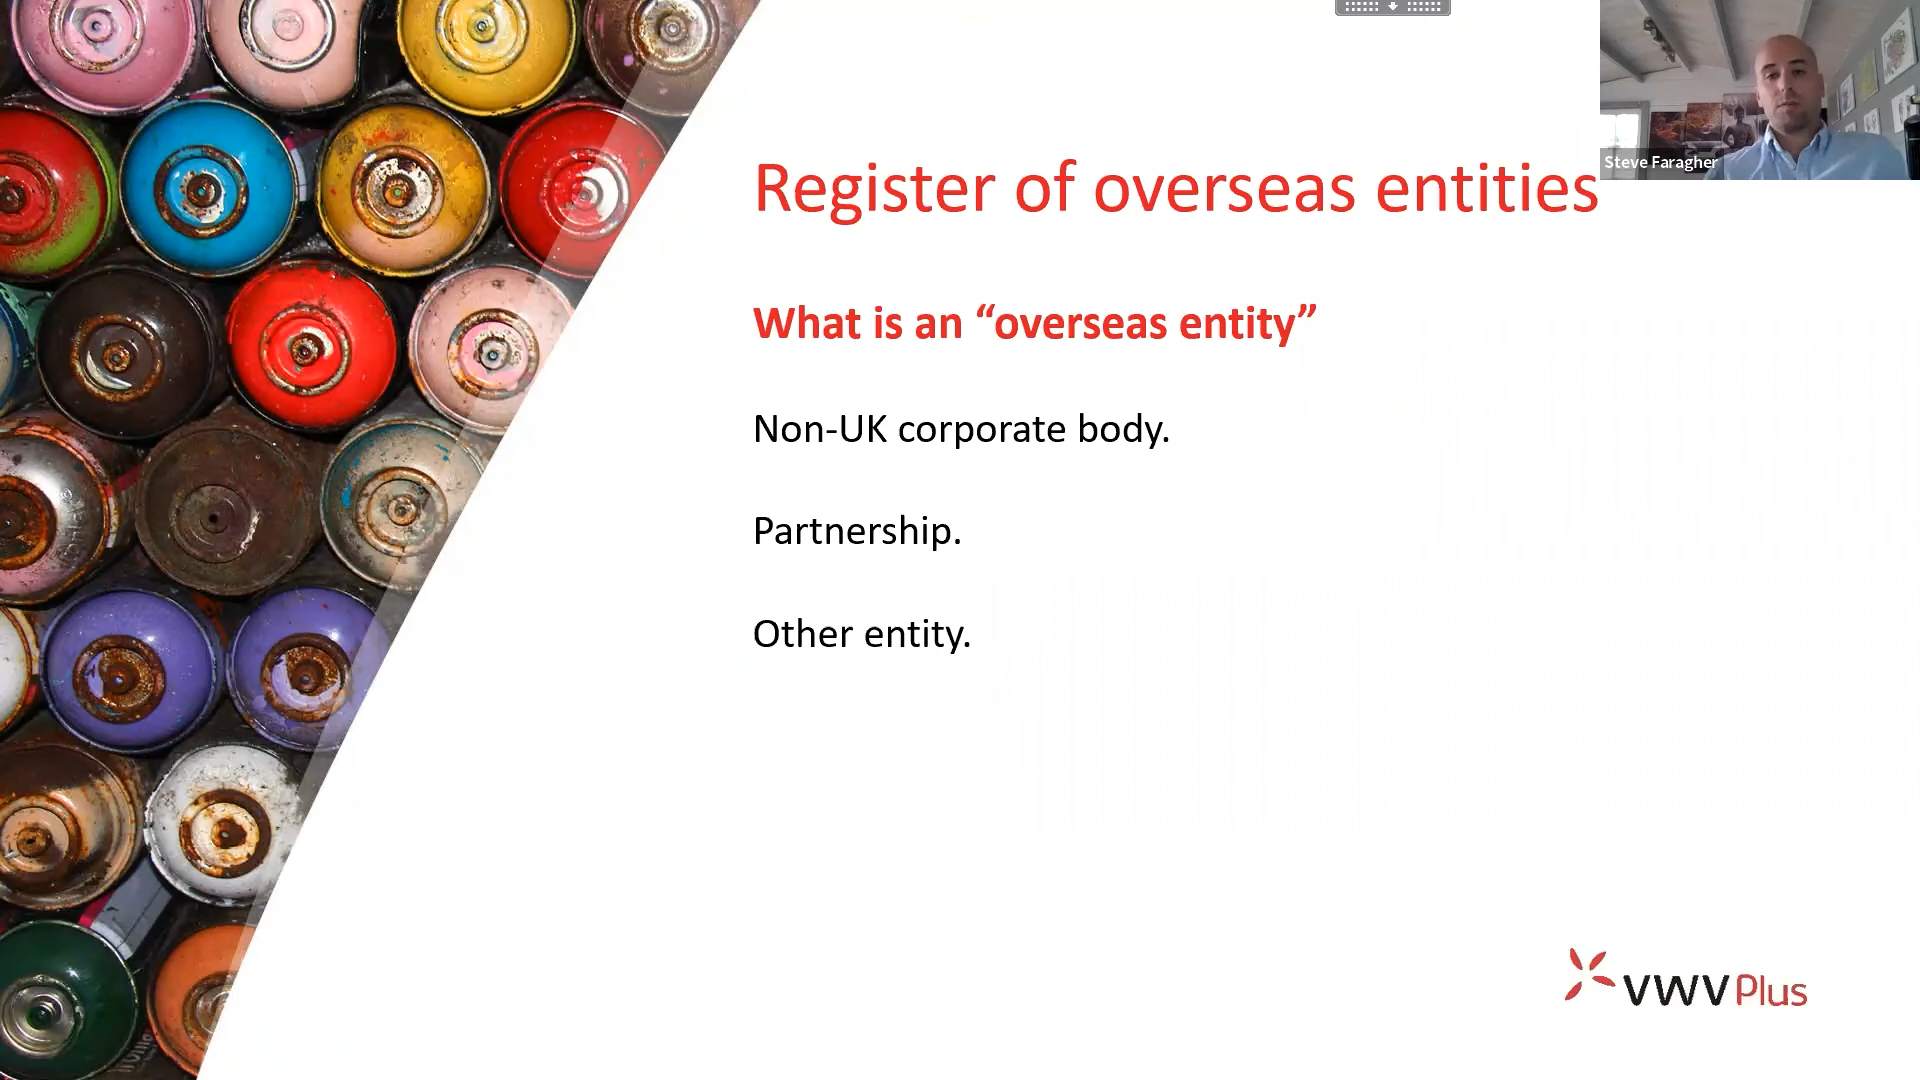 Steve Faragher
Register of overseas entities
What is an “overseas entity”
Non-UK corporate body.
Partnership.
Other entity.
VWV Plus